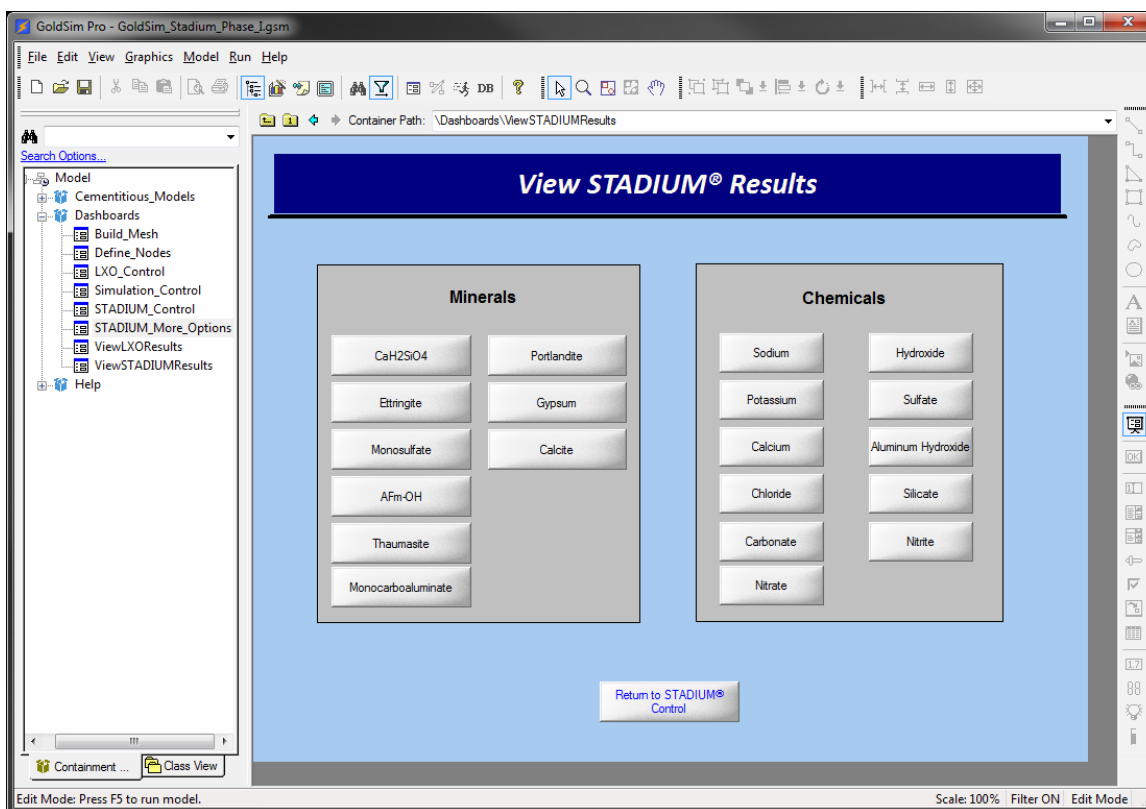 GoldSim Pro - GoldSim_Stadium_Phase_I.gsm
File Edit View Graphics Model Run Help
DB
Container Path: \Dashboards\ViewSTADIUMResults
Search Options...
Model
Cementitious_Models
Dashboards
Build_Mesh
Define_Nodes
LXO_Control
Simulation_Control
STADIUM_Control
STADIUM_More_Options
ViewLXOResults
ViewSTADIUMResults
Help
Containment ...
Class View
View STADIUM® Results
Minerals
CaH2SiO4 Portlandite
Ettringite Gypsum
Monosulfate Calcite
AFm-OH
Thaumasite
Monocarboaluminate
Chemicals
Sodium Hydroxide
Potassium Sulfate
Calcium Aluminum Hydroxide
Chloride Silicate
Carbonate Nitrite
Nitrate
Return to STADIUM®
Control
A
OK
1.7
Edit Mode: Press F5 to run model.
Scale: 100% Filter ON Edit Mode